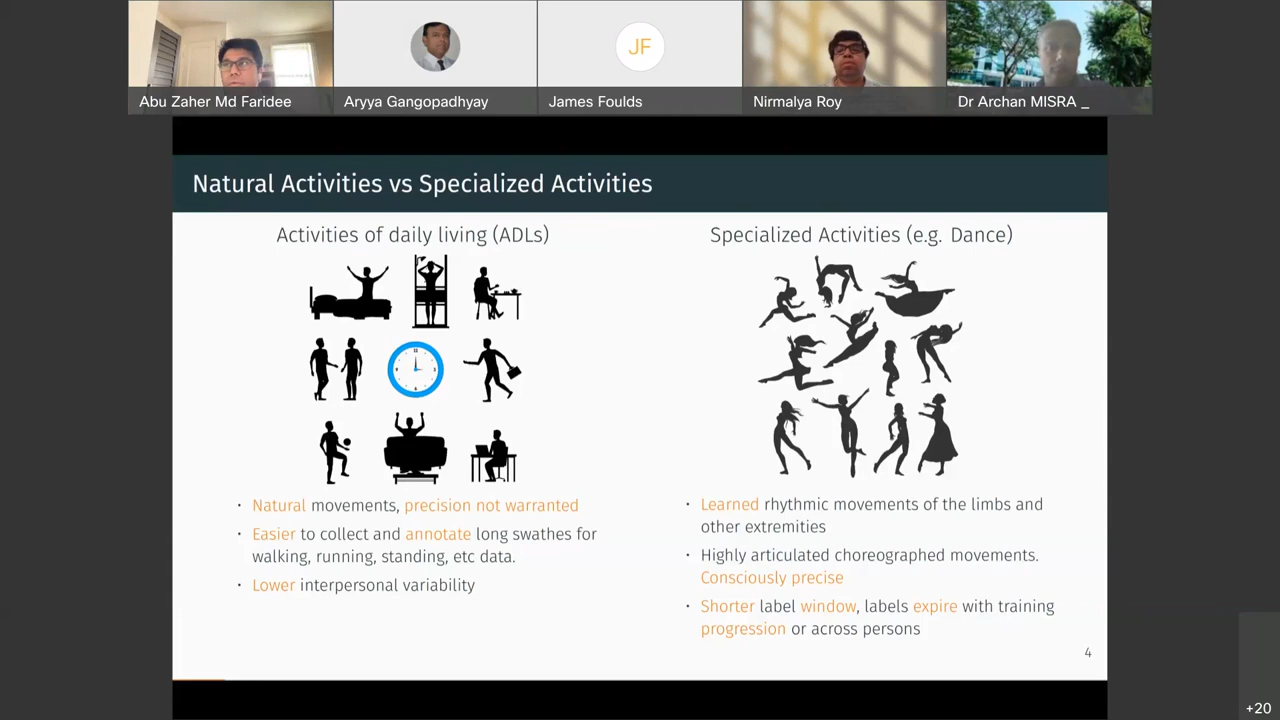 JF
Abu Zaher Md Faridee
Aryya Gangopadhyay
James Foulds
Nirmalya Roy
Dr Archan MISRA _
Natural Activities vs Specialized Activities
Activities of daily living (ADLs)
· Natural movements, precision not warranted
· Easier to collect and annotate long swathes for
walking, running, standing, etc data.
· Lower interpersonal variability
Specialized Activities (e.g. Dance)
· Learned rhythmic movements of the limbs and
other extremities
· Highly articulated choreographed movements.
Consciously precise
· Shorter label window, labels expire with training
progression or across persons
4
+20